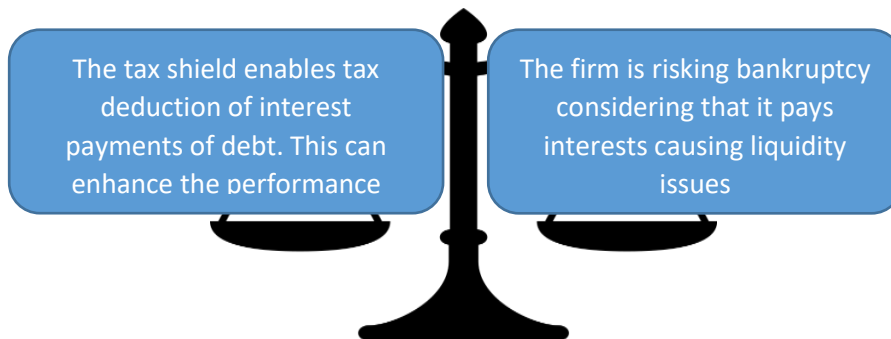 The tax shield enables tax
deduction of interest
payments of debt. This can
enhance the performance
The firm is risking bankruptcy
considering that it pays
interests causing liquidity
issues